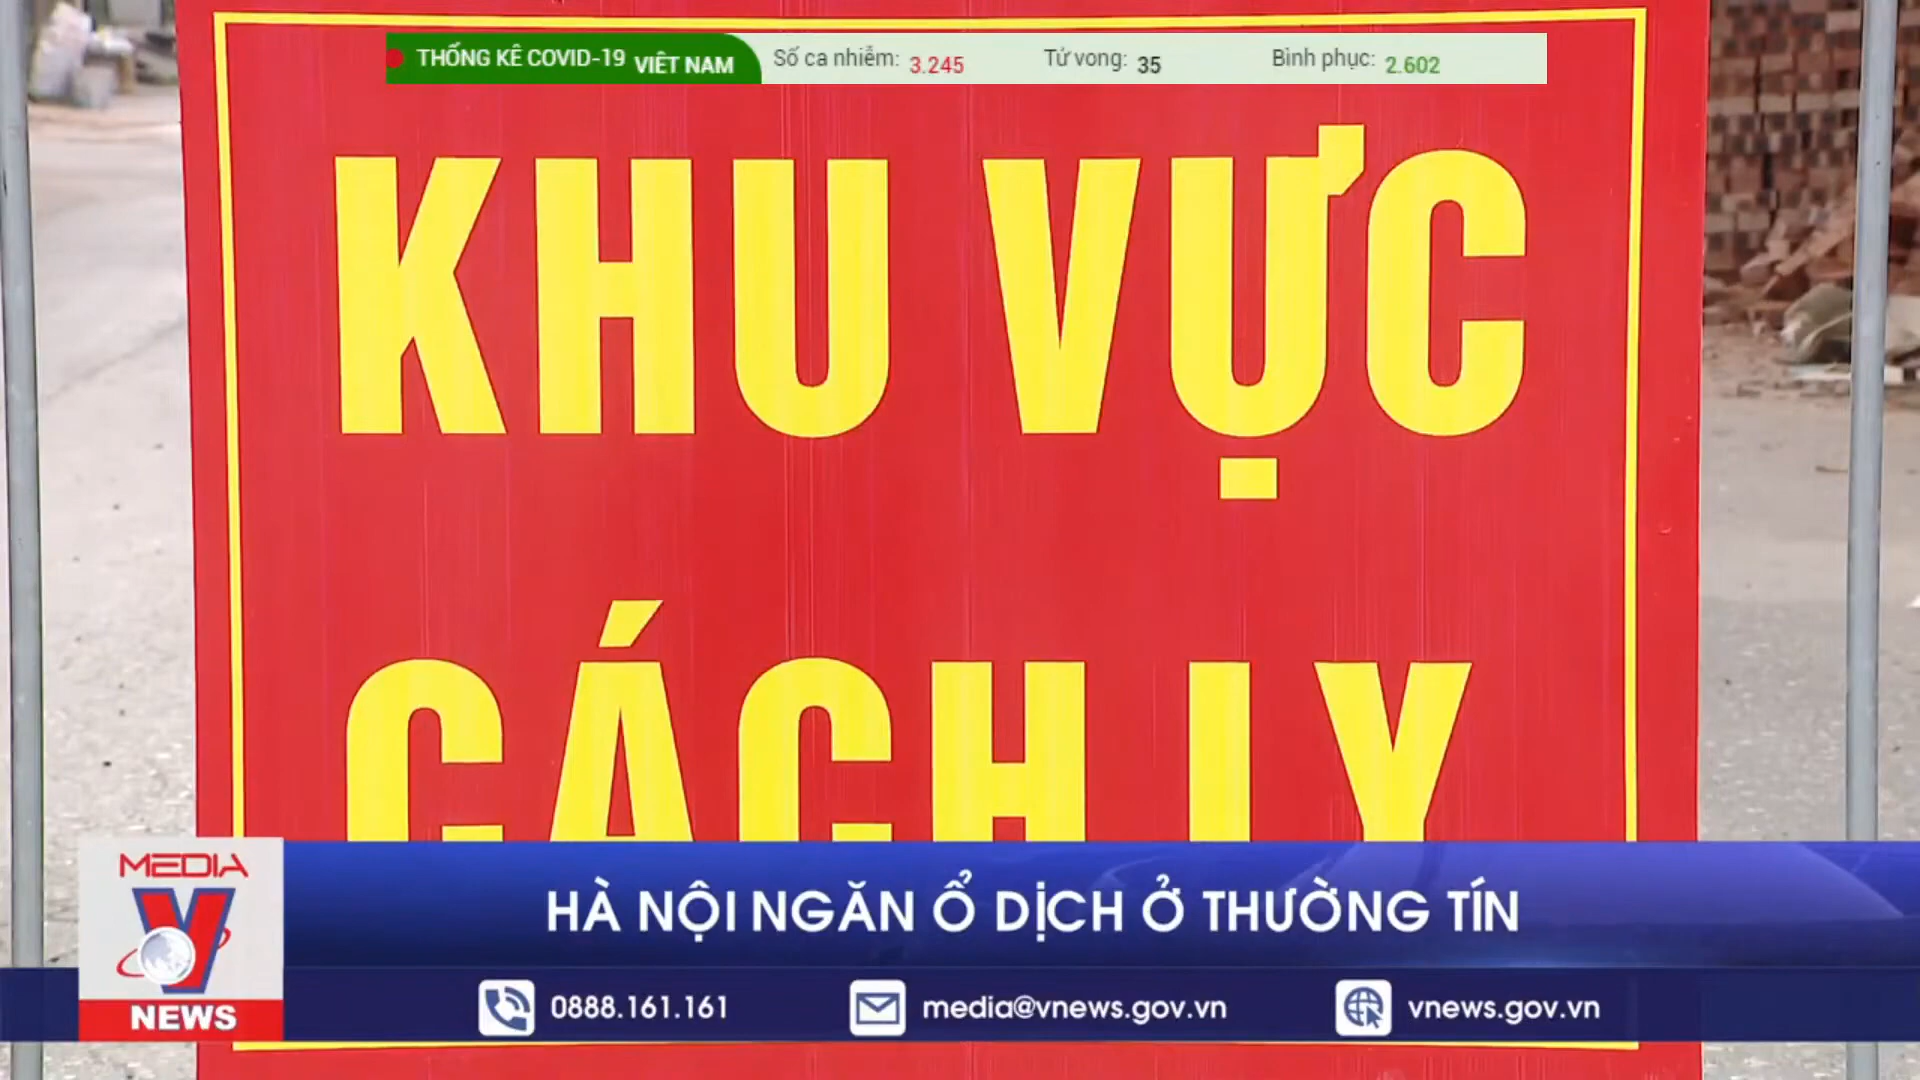 THỐNG KÊ COVID-19 VIỆT NAM Số ca nhiễm: 3.245 Tử vong: 35 Bình phục: 2.602
KHU VỰC
CÁCH LY
MEDIA
V
NEWS
HÀ NỘI NGĂN Ổ DỊCH Ở THƯỜNG TÍN
0888.161.161 media@vnews.gov.vn vnews.gov.vn